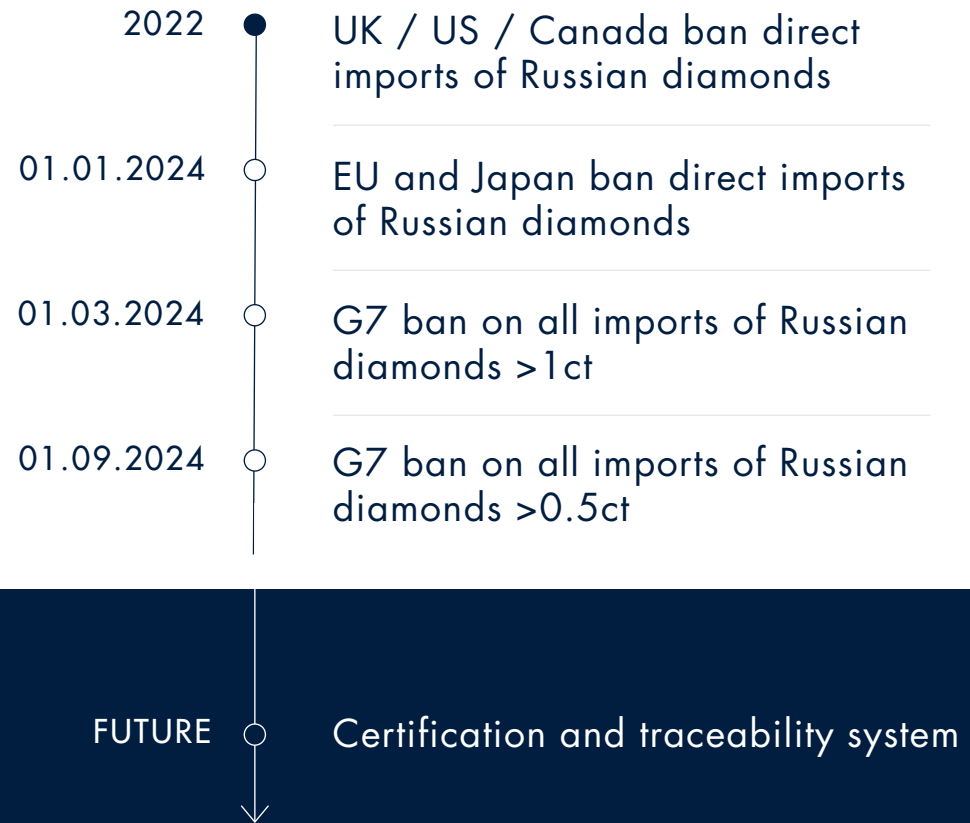 2022
UK / US / Canada ban direct
imports of Russian diamonds
01.01.2024
EU and Japan ban direct imports
of Russian diamonds
01.03.2024
G7 ban on all imports of Russian
diamonds >1ct
01.09.2024
G7 ban on all imports of Russian
diamonds >0.5ct
FUTURE
Certification and traceability system